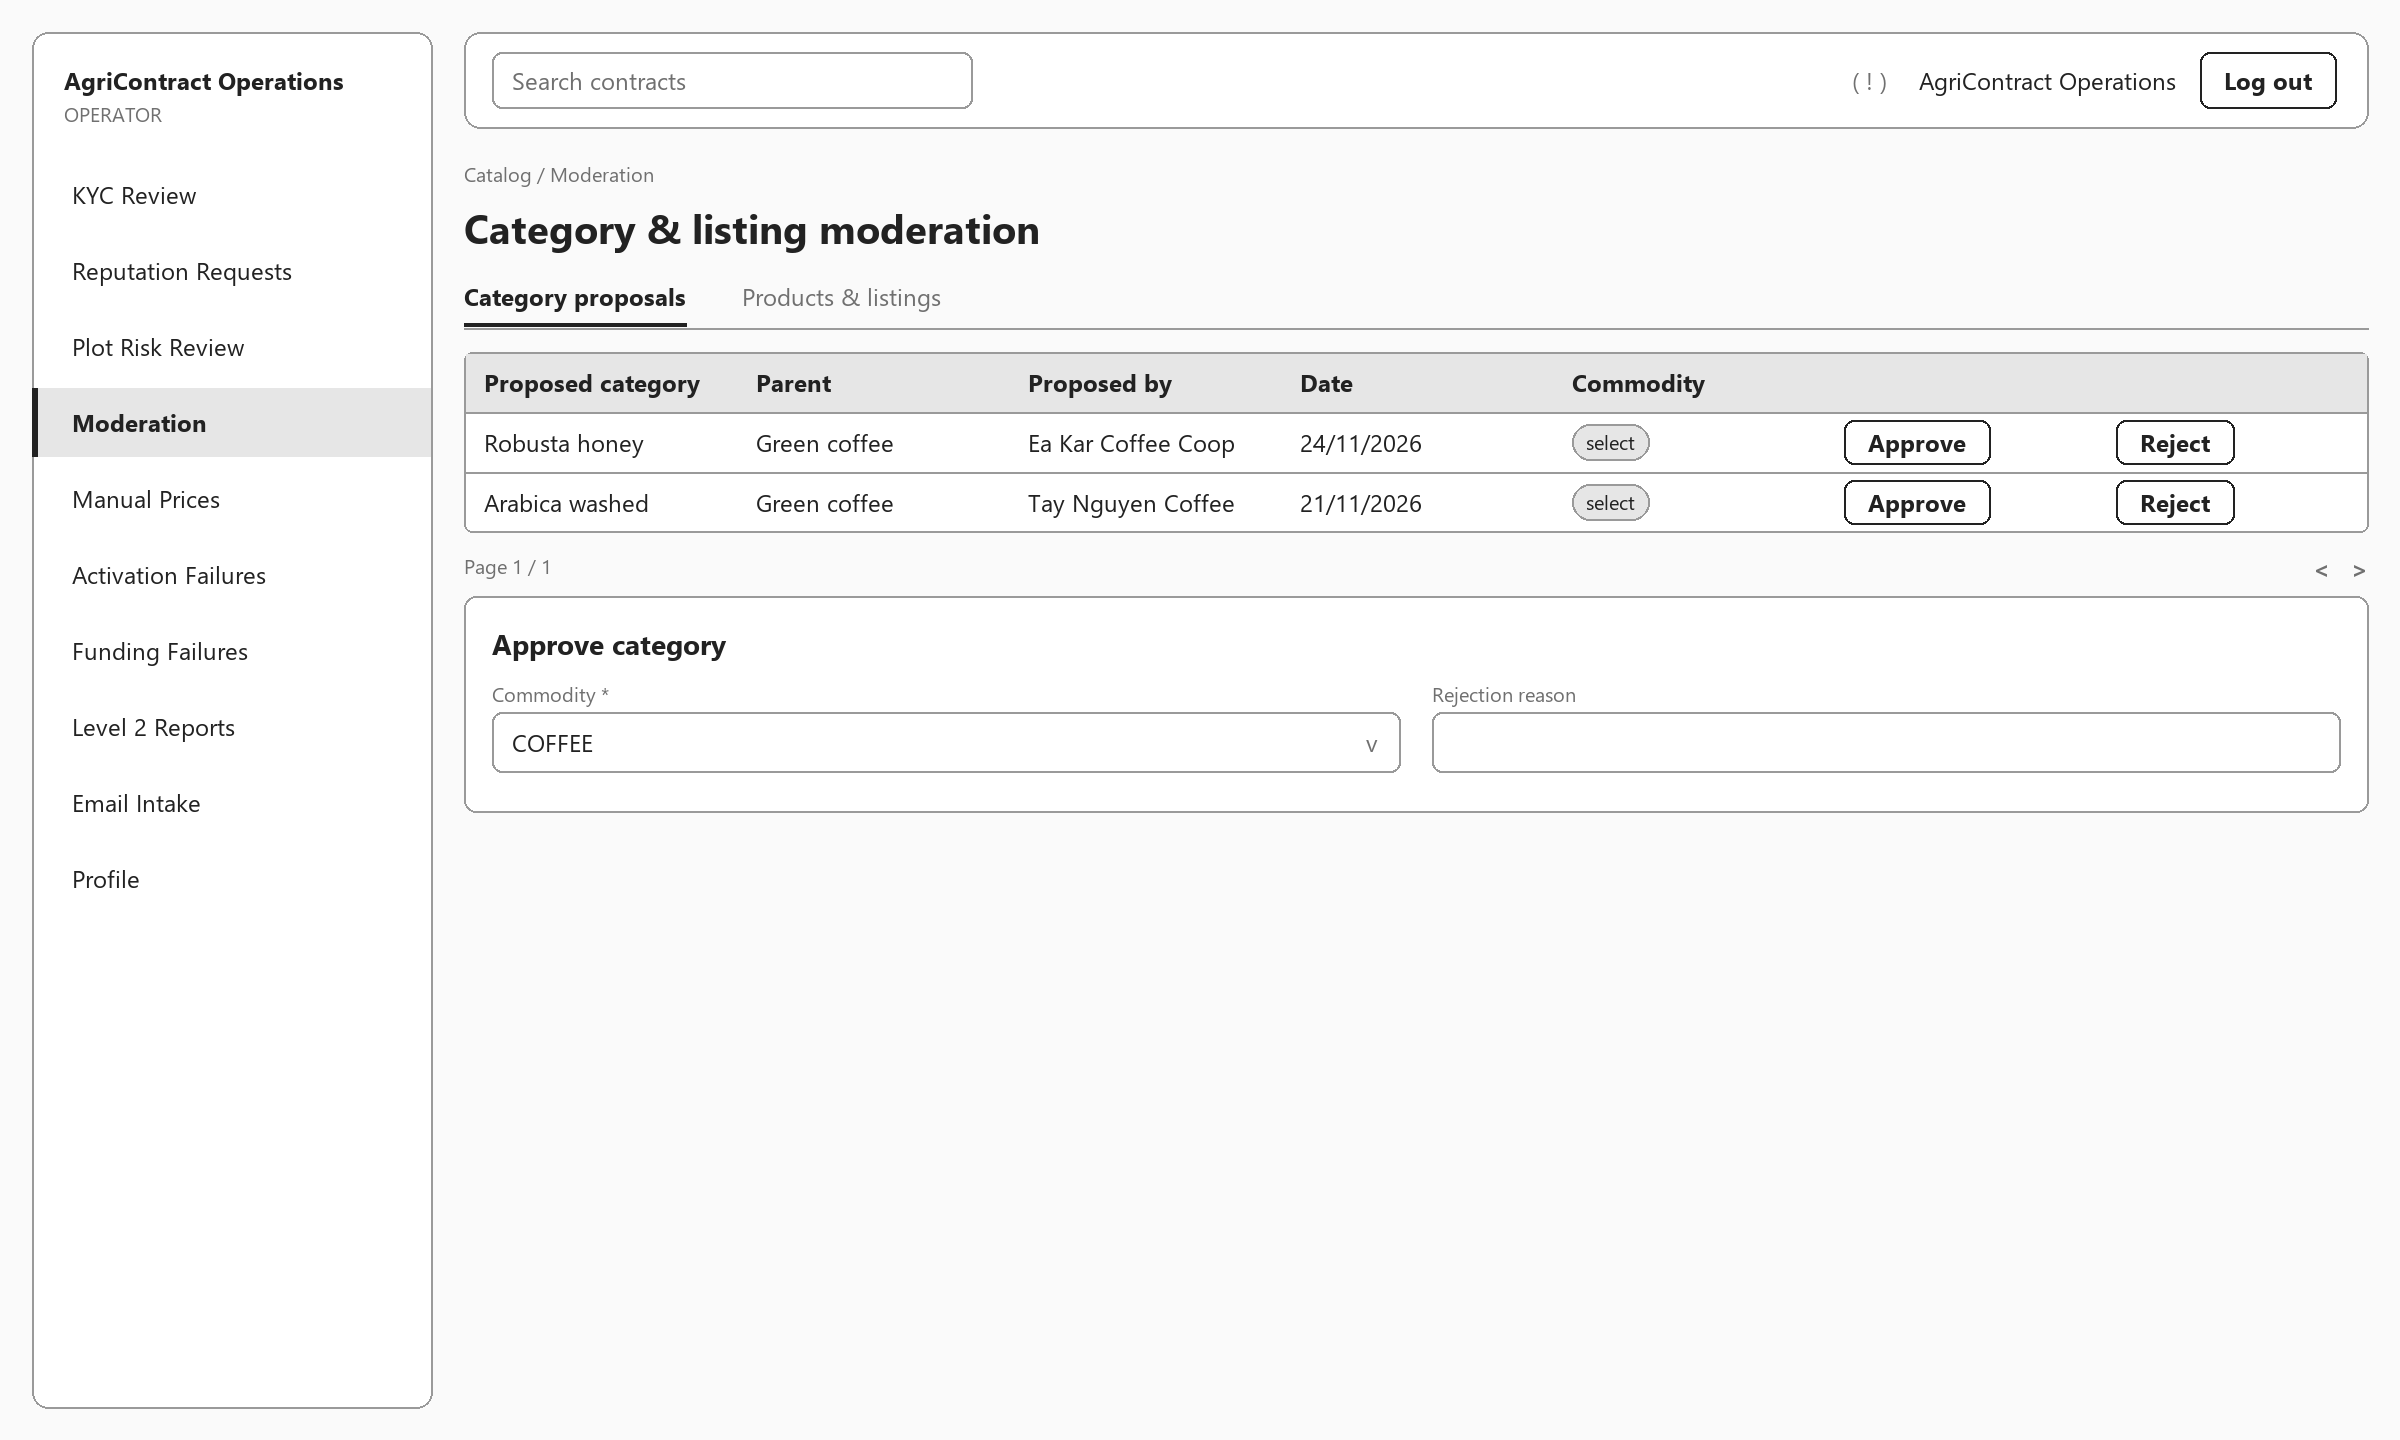 AgriContract Operations
OPERATOR
KYC Review
Reputation Requests
Plot Risk Review
Moderation
Manual Prices
Activation Failures
Funding Failures
Level 2 Reports
Email Intake
Profile
Search contracts
( ! ) AgriContract Operations Log out
Catalog / Moderation
Category & listing moderation
Category proposals Products & listings
Proposed category Parent Proposed by Date Commodity
Robusta honey Green coffee Ea Kar Coffee Coop 24/11/2026 select Approve Reject
Arabica washed Green coffee Tay Nguyen Coffee 21/11/2026 select Approve Reject
Page 1 / 1 < >
Approve category
Commodity * Rejection reason
COFFEE v